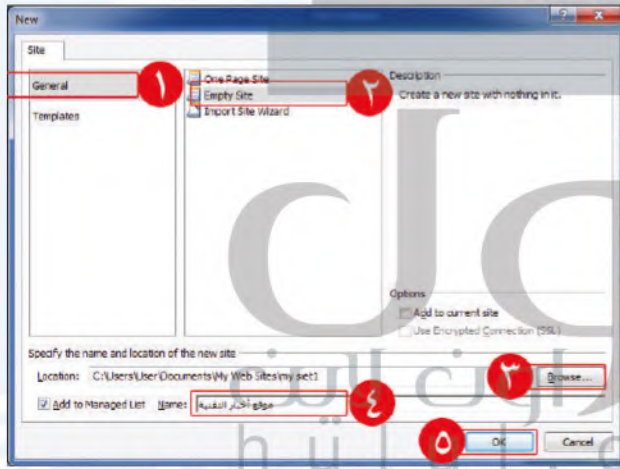 New
Site
General
Templates
One Page Site
Empty Site
Import Site Wizard
Description
Create a new site with nothing in it.
Options
Add to current site
Use Encrypted Connection (SSL)
Specify the name and location of the new site
Location: C:\Users\User\Documents\My Web Sites\my siet1
Browse...
Add to Managed List Name: موقع أخبار التقنية
OK Cancel
١
٢
٣
٤
٥